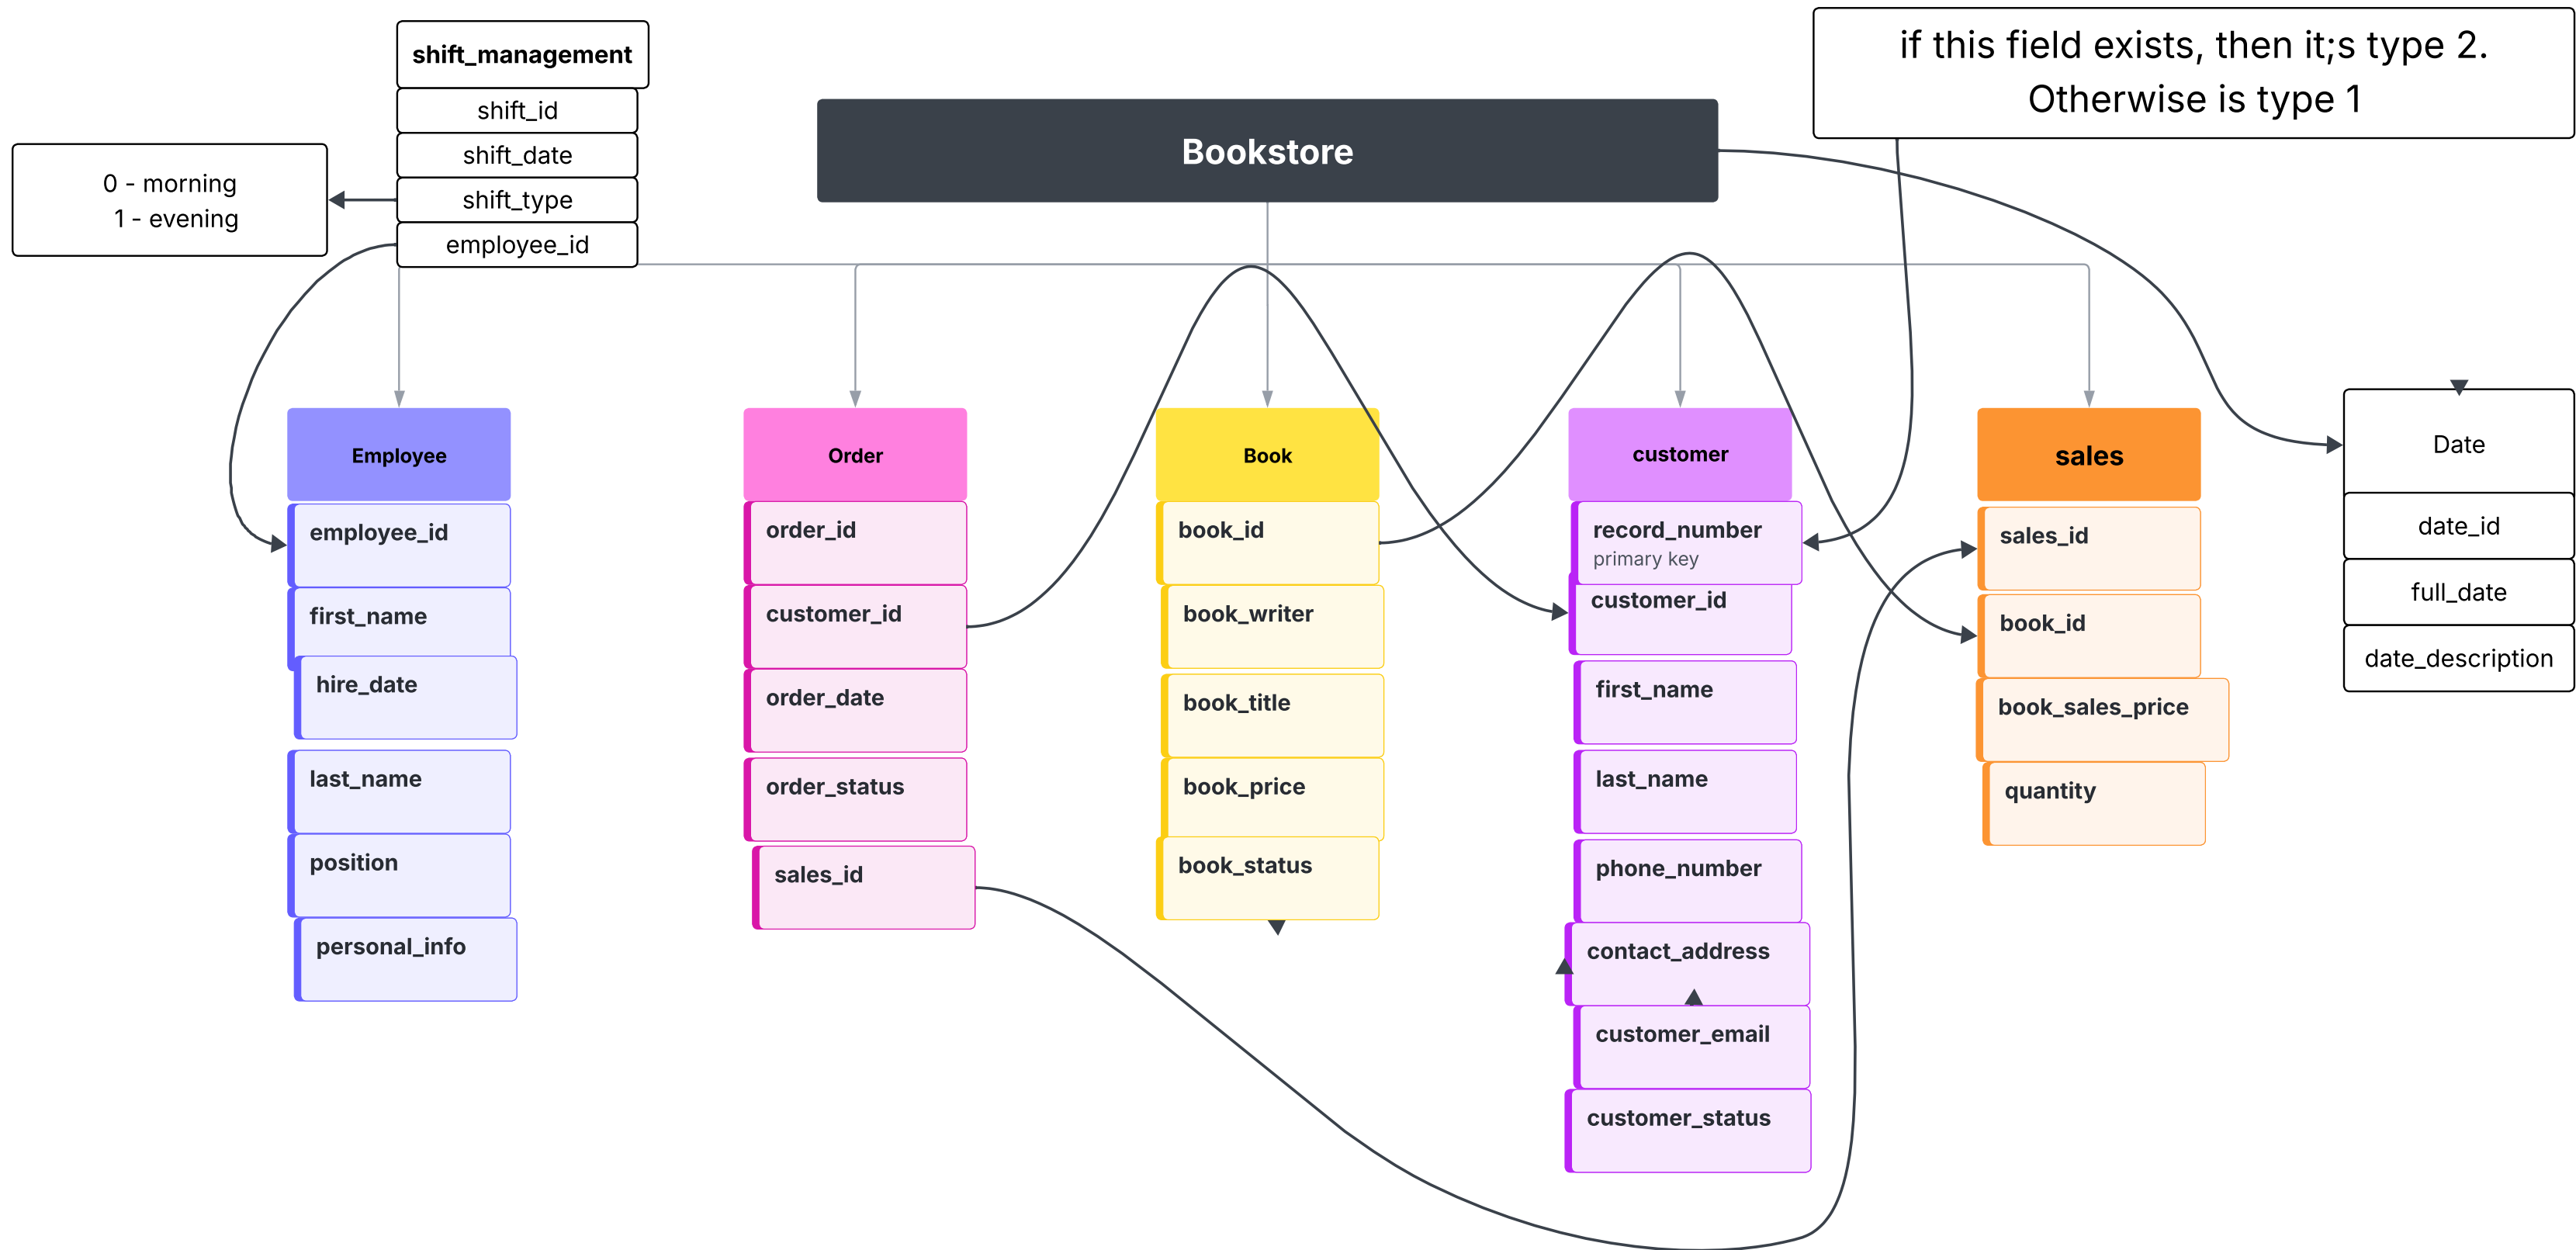 shift_management
shift_id
shift_date
shift_type
employee_id
0 - morning
1 - evening
Bookstore
if this field exists, then it;s type 2.
Otherwise is type 1
Employee
employee_id
first_name
hire_date
last_name
position
personal_info
Order
order_id
customer_id
order_date
order_status
sales_id
Book
book_id
book_writer
book_title
book_price
book_status
customer
record_number
primary key
customer_id
first_name
last_name
phone_number
contact_address
customer_email
customer_status
sales
sales_id
book_id
book_sales_price
quantity
Date
date_id
full_date
date_description